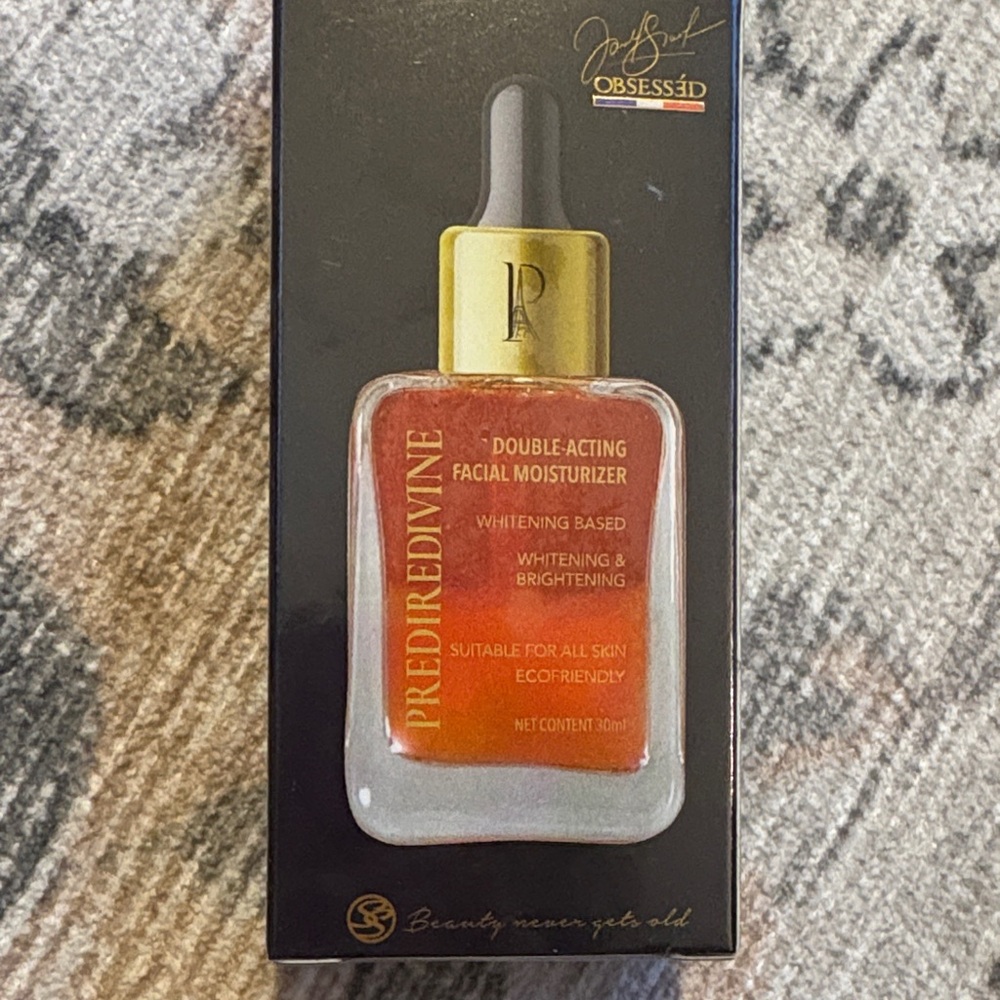 OBSESSÉD
PREDIREDIVINE
DOUBLE-ACTING
FACIAL MOISTURIZER
WHITENING BASED
WHITENING &
BRIGHTENING
SUITABLE FOR ALL SKIN
ECOFRIENDLY
NET CONTENT 30ml
Beauty never gets old